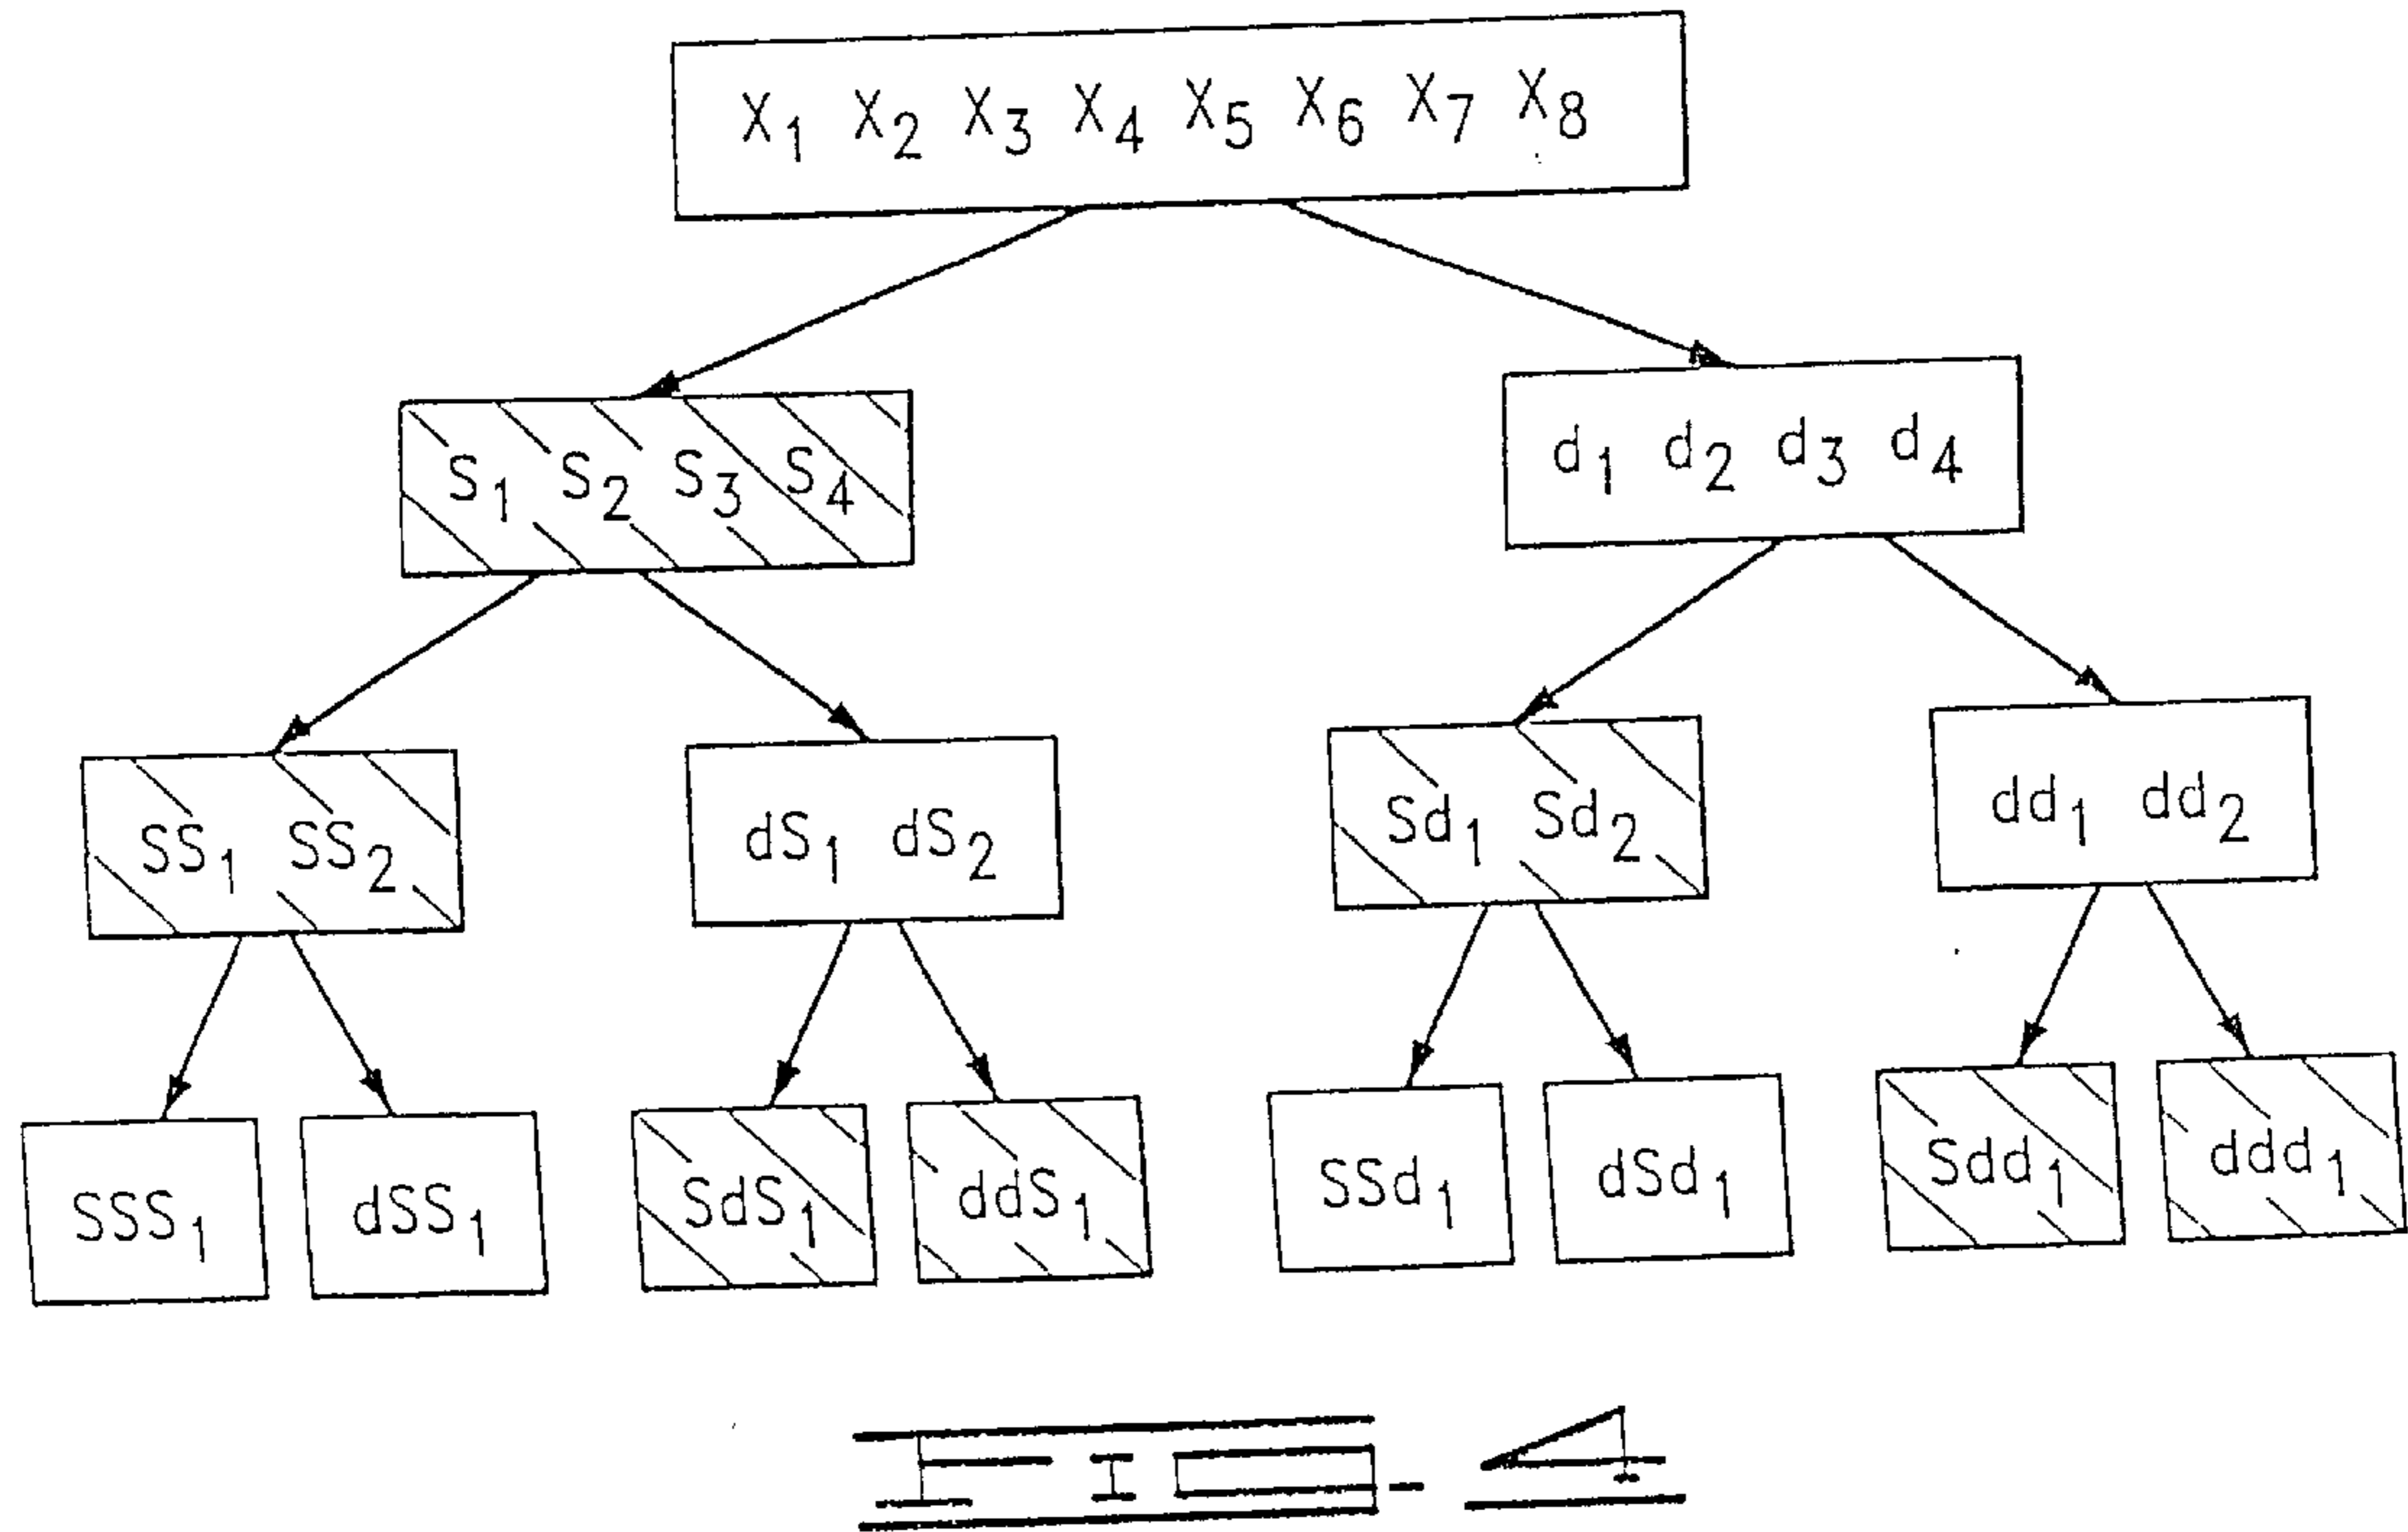 X₁ X₂ X₃ X₄ X₅ X₆ X₇ X₈
S₁ S₂ S₃ S₄
d₁ d₂ d₃ d₄
SS₁ SS₂
dS₁ dS₂
Sd₁ Sd₂
dd₁ dd₂
SSS₁
dSS₁
SdS₁
ddS₁
SSd₁
dSd₁
Sdd₁
ddd₁
FIG-4